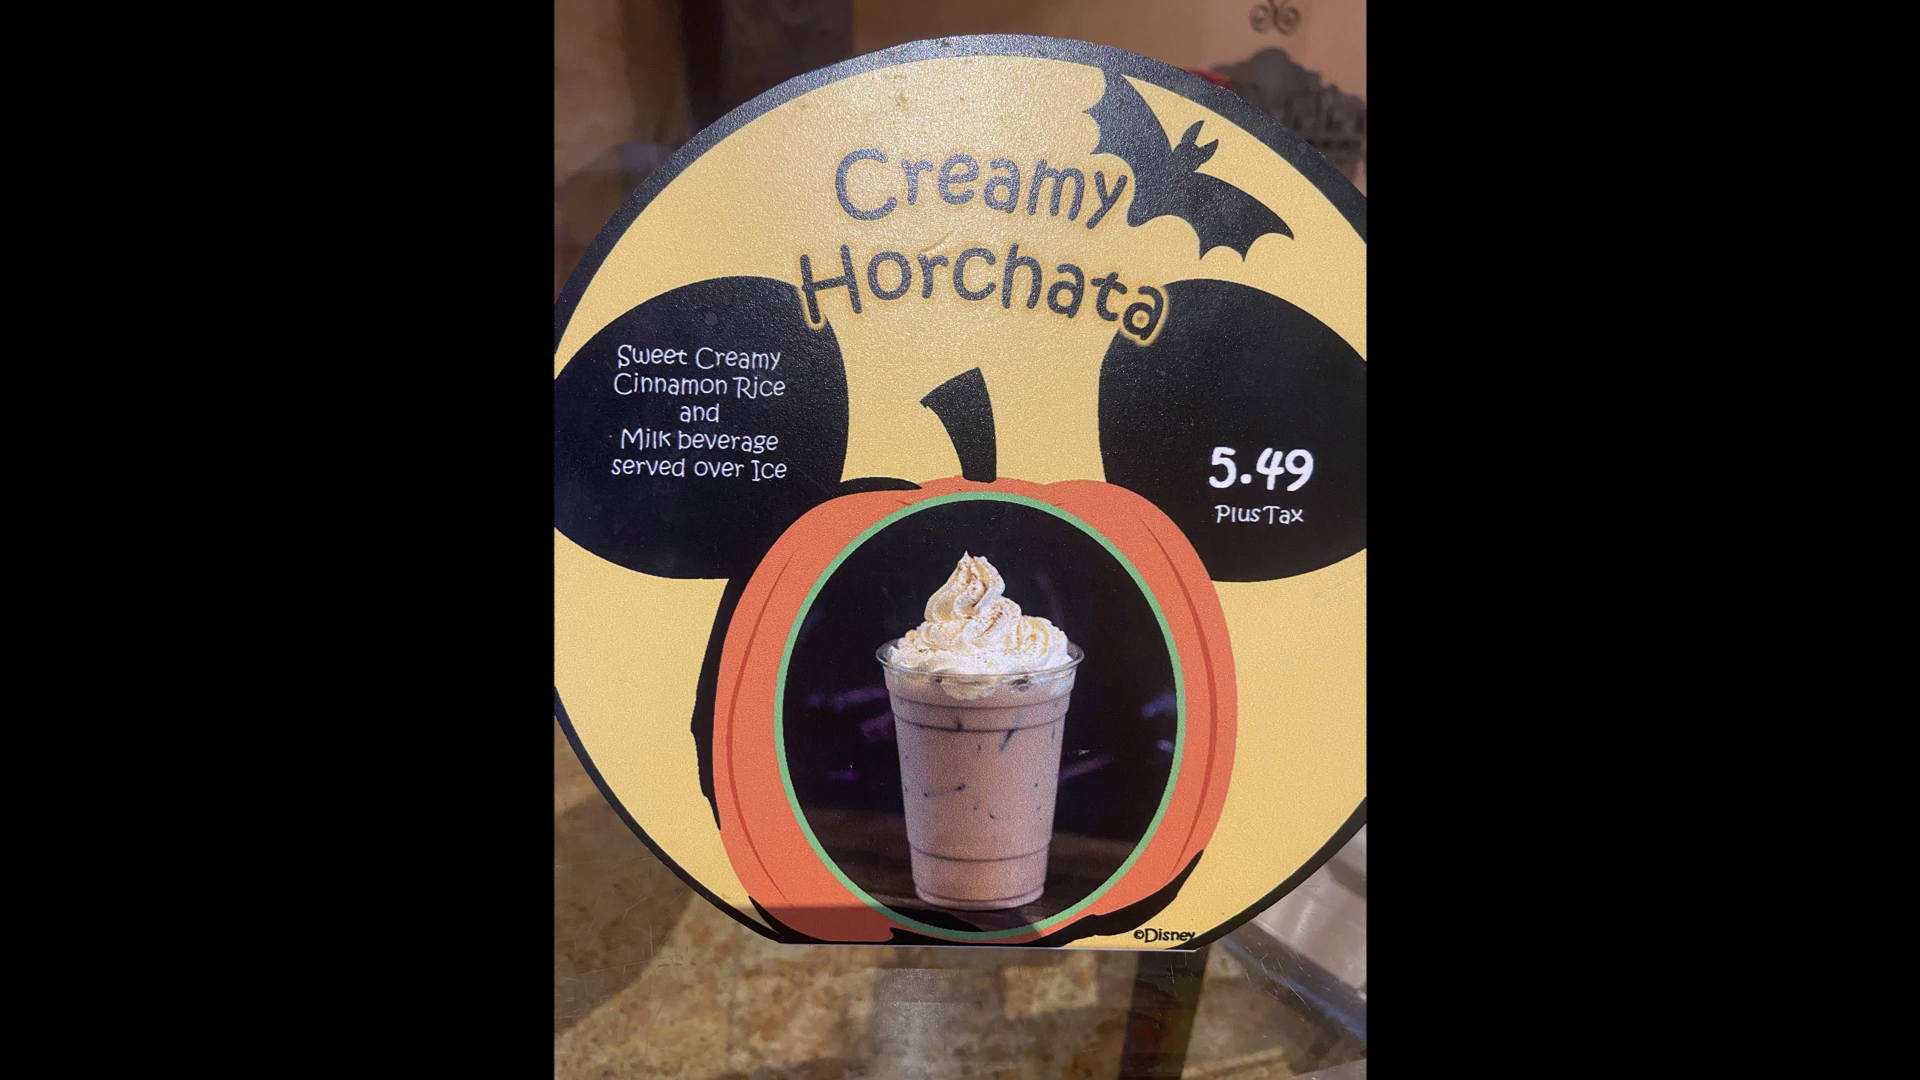 Creamy
Horchata
Sweet Creamy
Cinnamon Rice
and
Milk beverage
served over Ice
5.49
Plus Tax
©Disney